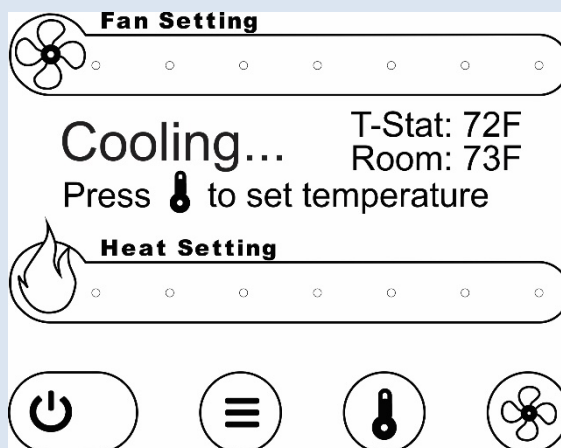 Fan Setting
Cooling...
T-Stat: 72F
Room: 73F
Press to set temperature
Heat Setting